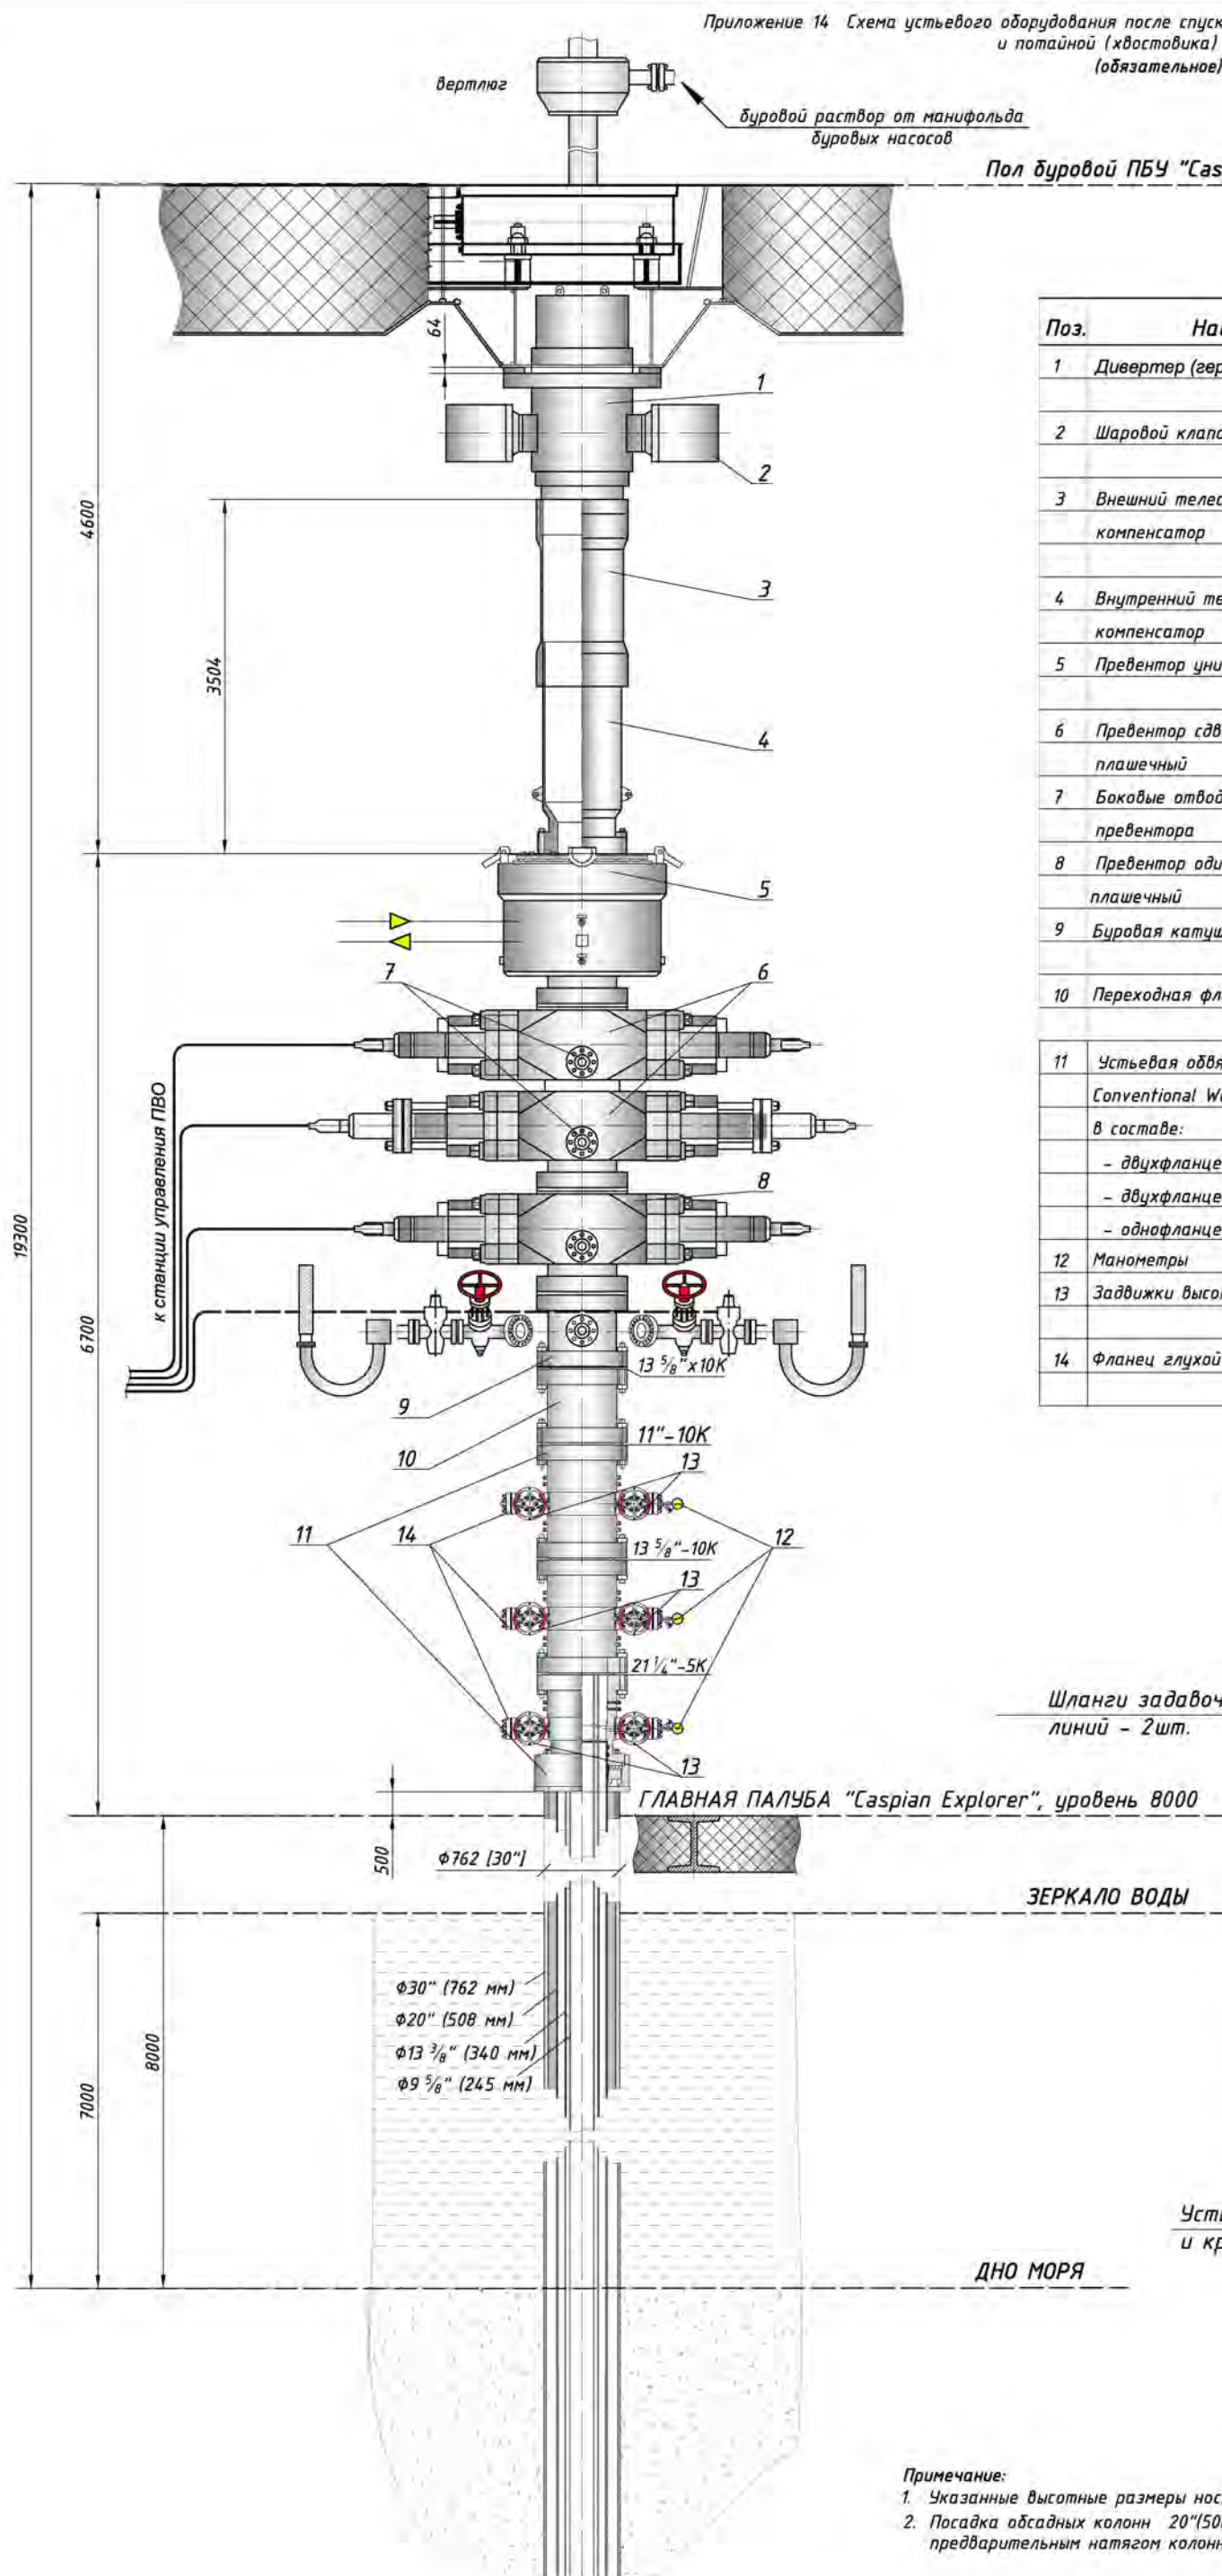 Приложение 14 Схема устьевого оборудования после спуск
и потайной (хвостовика)
(обязательное)
вертлюг
буровой раствор от манифольда
буровых насосов
Пол буровой ПБУ "Cas
Поз. На
1 Дивертер (гер
2 Шаровой клапа
3 Внешний телес
компенсатор
4 Внутренний те
компенсатор
5 Превентор уни
6 Превентор сдв
плашечный
7 Боковые отвод
превентора
8 Превентор оди
плашечный
9 Буровая катуш
10 Переходная фл
11 Устьевая обвя
Conventional W
в составе:
- двухфланце
- двухфланце
- однофланце
12 Манометры
13 Задвижки высо
14 Фланец глухой
64
1
2
4600
3504
3
4
5
7
6
8
к станции управления ПВО
19300
6700
13 5/8"х10К
9
11"-10К
10
13
11
14
13 5/8"-10К
12
13
21 1/4"-5К
13
Шланги задавоч
линий - 2шт.
ГЛАВНАЯ ПАЛУБА "Caspian Explorer", уровень 8000
500
Ф762 [30"]
ЗЕРКАЛО ВОДЫ
Ф30" (762 мм)
Ф20" (508 мм)
Ф13 3/8" (340 мм)
Ф9 5/8" (245 мм)
8000
7000
Усть
и кр
ДНО МОРЯ
Примечание:
1. Указанные высотные размеры нос
2. Посадка обсадных колонн 20"(50
предварительным натягом колонн